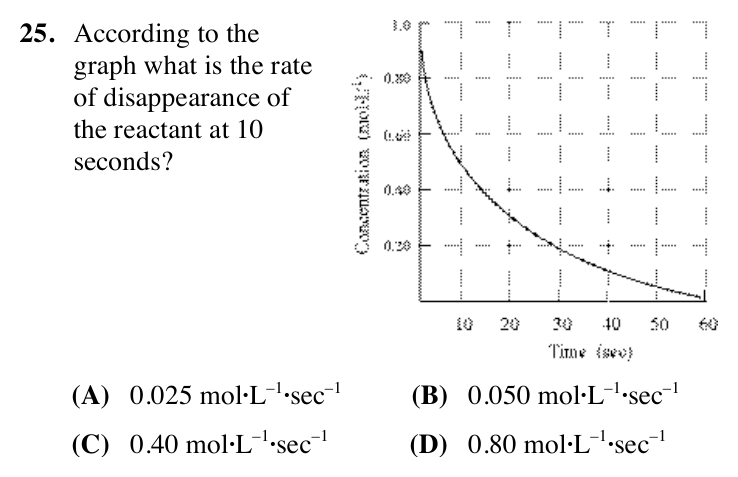 25. According to the
graph what is the rate
of disappearance of
the reactant at 10
seconds?
1.0
0.80
0.60
0.40
0.20
Concentration (mol·L⁻¹)
10 20 30 40 50 60
Time (sec)
(A) 0.025 mol·L⁻¹·sec⁻¹ (B) 0.050 mol·L⁻¹·sec⁻¹
(C) 0.40 mol·L⁻¹·sec⁻¹ (D) 0.80 mol·L⁻¹·sec⁻¹